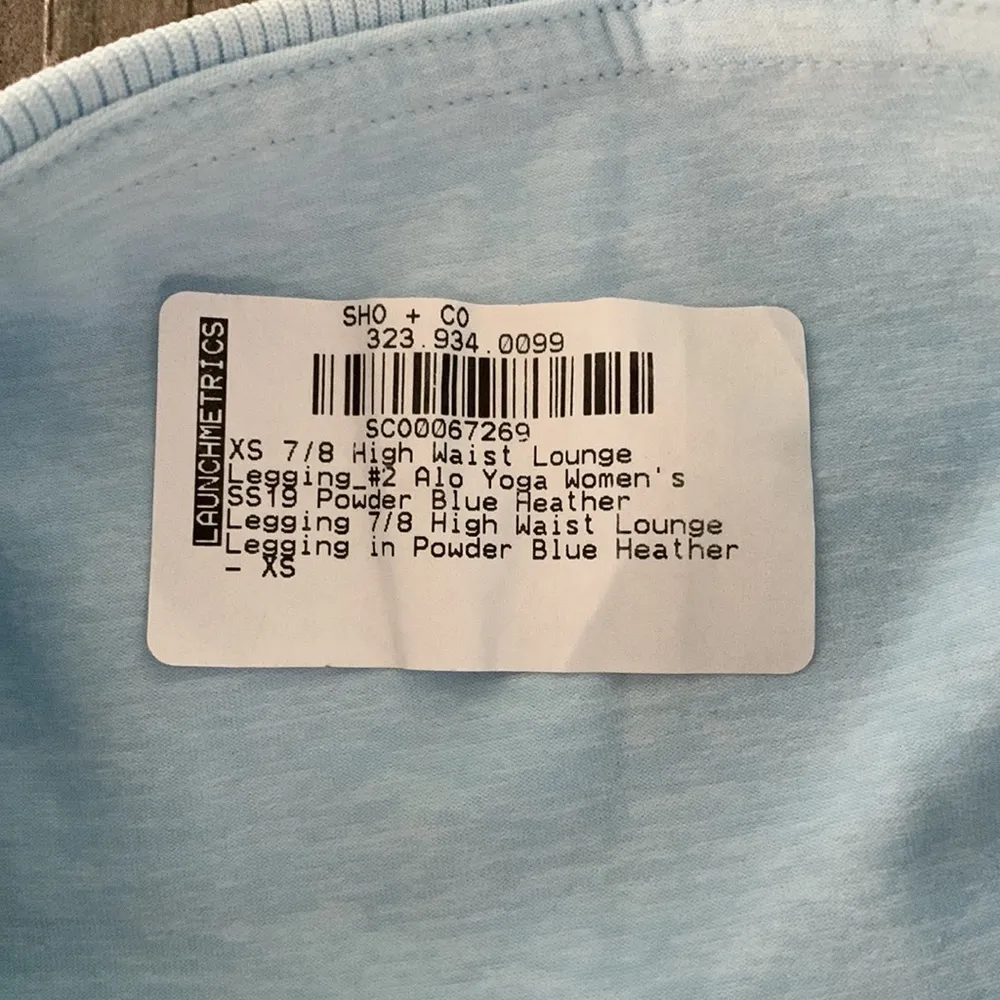 LAUNCHMETRICS
SHO + CO
323.934.0099
SC00067269
XS 7/8 High Waist Lounge
Legging_#2 Alo Yoga Women's
SS19 Powder Blue Heather
Legging 7/8 High Waist Lounge
Legging in Powder Blue Heather
- XS